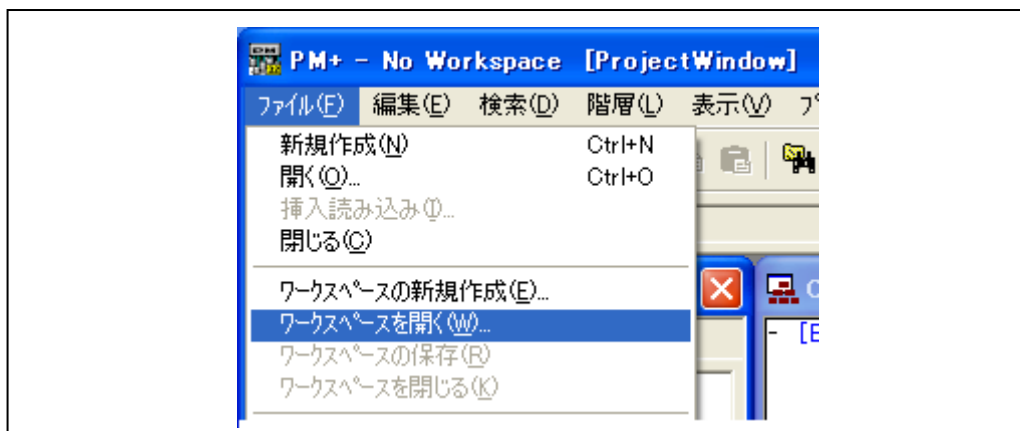 PM+ - No Workspace [ProjectWindow]
ファイル(F) 編集(E) 検索(D) 階層(L) 表示(V) プ
新規作成(N) Ctrl+N
開く(O)...
Ctrl+O
挿入読み込み(I)...
閉じる(C)
ワークスペースの新規作成(E)...
ワークスペースを開く(W)...
- [E
ワークスペースの保存(R)
ワークスペースを閉じる(K)